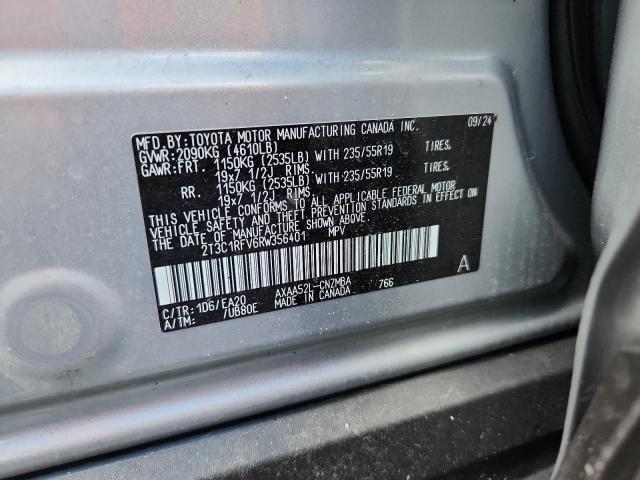 MFD.BY:TOYOTA MOTOR MANUFACTURING CANADA INC. 09/24
GVWR:2090KG (4610LB)
GAWR:FRT. 1150KG (2535LB) WITH 235/55R19 TIRES.
19x7 1/2J RIMS
RR. 1150KG (2535LB) WITH 235/55R19 TIRES.
19x7 1/2J RIMS
THIS VEHICLE CONFORMS TO ALL APPLICABLE FEDERAL MOTOR
VEHICLE SAFETY AND THEFT PREVENTION STANDARDS IN EFFECT
ON THE DATE OF MANUFACTURE SHOWN ABOVE.
2T3C1RFV6RW356401 MPV
A
C/TR:1D6/EA20 AXAA52L-CNZMBA 766
A/TM: /UB80E MADE IN CANADA